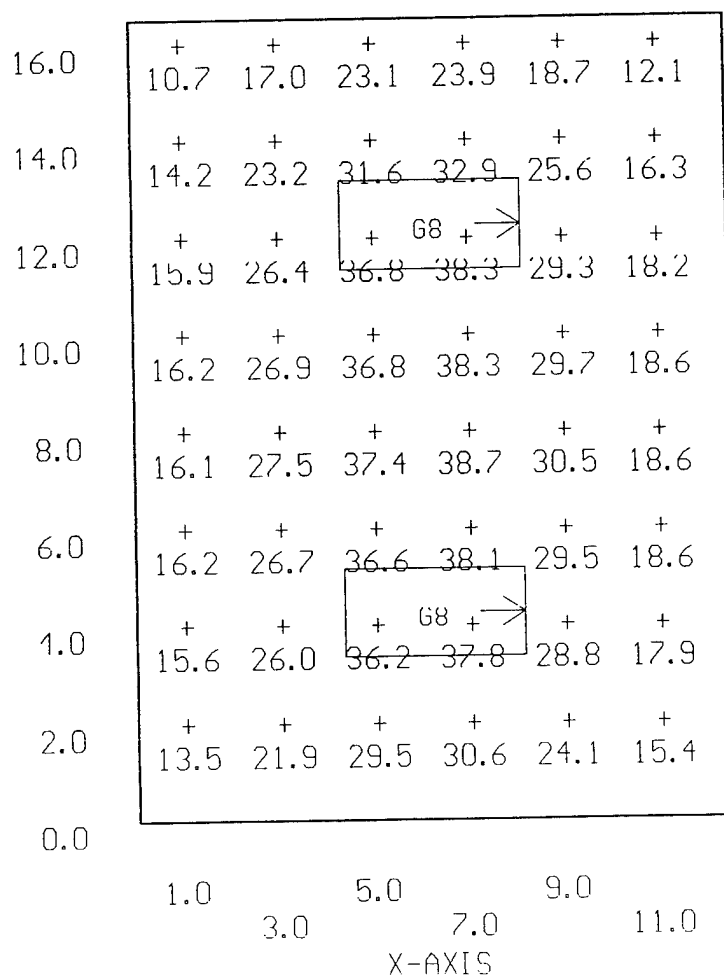 + + + + + +
16.0 10.7 17.0 23.1 23.9 18.7 12.1
+ + + + + +
14.0 14.2 23.2 31.6 32.9 25.6 16.3
G8
+ + + + + +
12.0 15.9 26.4 36.8 38.3 29.3 18.2
+ + + + + +
10.0 16.2 26.9 36.8 38.3 29.7 18.6
+ + + + + +
8.0 16.1 27.5 37.4 38.7 30.5 18.6
+ + + + + +
6.0 16.2 26.7 36.6 38.1 29.5 18.6
G8
+ + + + + +
4.0 15.6 26.0 36.2 37.8 28.8 17.9
+ + + + + +
2.0 13.5 21.9 29.5 30.6 24.1 15.4
0.0
1.0 5.0 9.0
3.0 7.0 11.0
X-AXIS